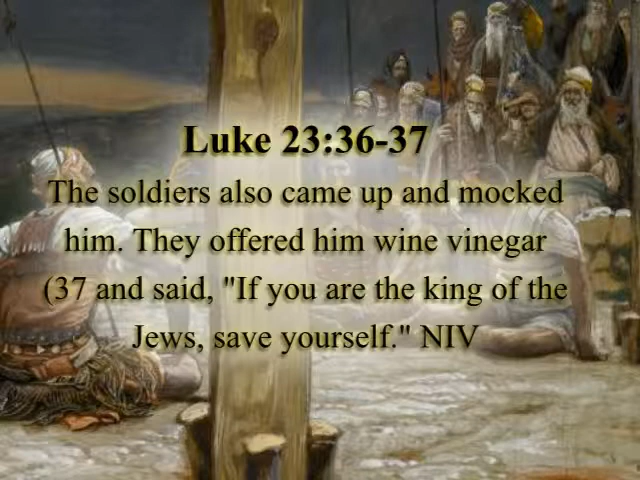 Luke 23:36-37
The soldiers also came up and mocked
him. They offered him wine vinegar
(37 and said, "If you are the king of the
Jews, save yourself." NIV